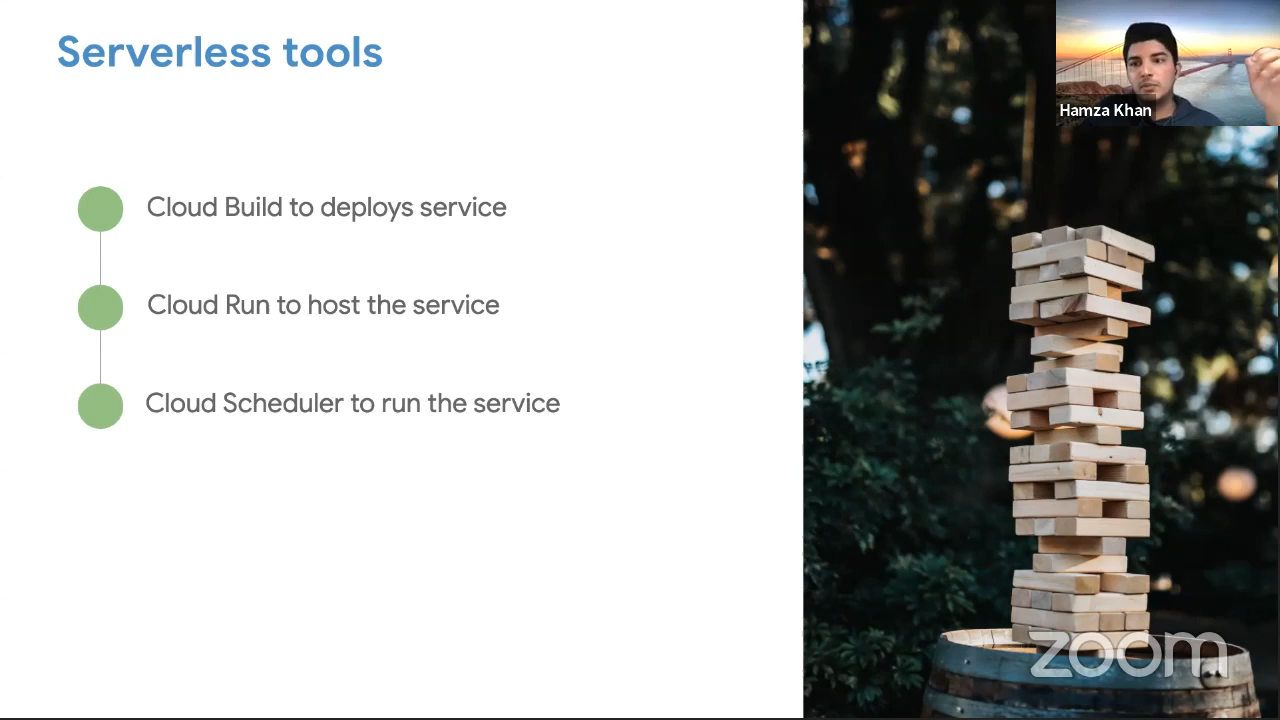 Serverless tools
Hamza Khan
Cloud Build to deploys service
Cloud Run to host the service
Cloud Scheduler to run the service
zoom